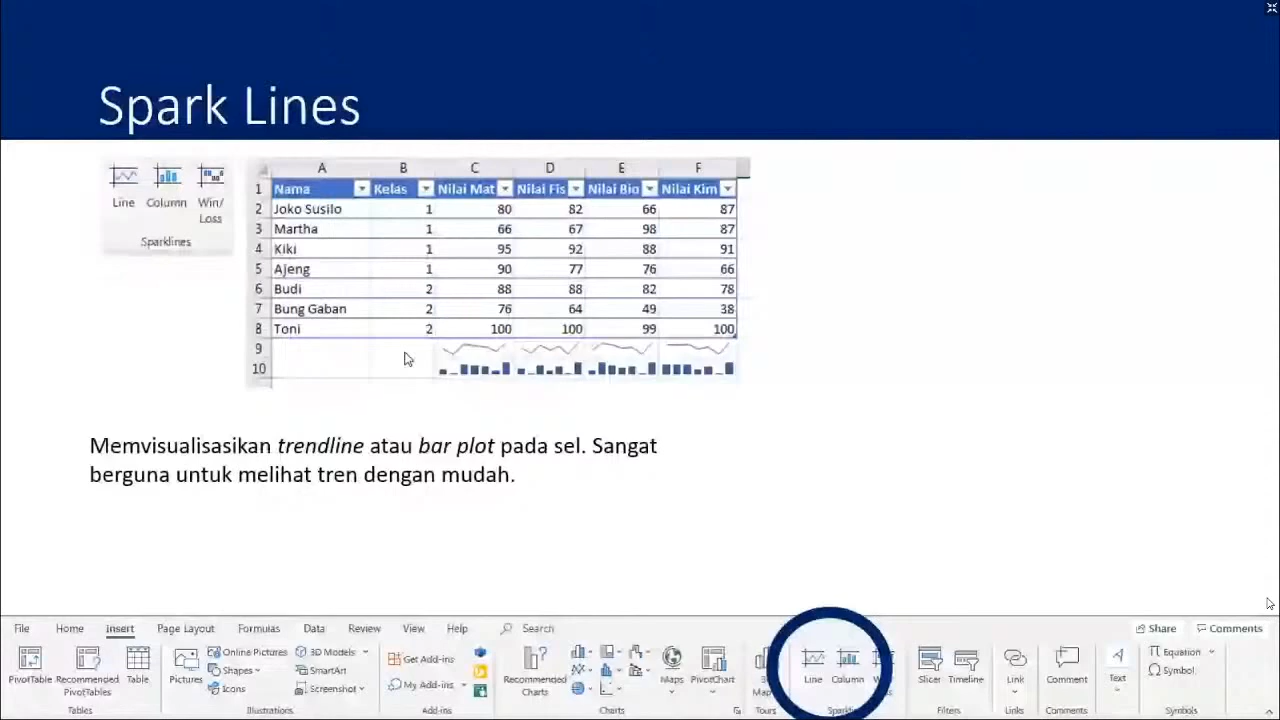 Spark Lines
Line Column Win/
Loss
Sparklines
A B C D E F
1 Nama Kelas Nilai Mat Nilai Fis Nilai Bio Nilai Kim
2 Joko Susilo 1 80 82 66 87
3 Martha 1 66 67 98 87
4 Kiki 1 95 92 88 91
5 Ajeng 1 90 77 76 66
6 Budi 2 88 88 82 78
7 Bung Gaban 2 76 64 49 38
8 Toni 2 100 100 99 100
9
10
Memvisualisasikan trendline atau bar plot pada sel. Sangat
berguna untuk melihat tren dengan mudah.
File Home Insert Page Layout Formulas Data Review View Help Search Share Comments
PivotTable Recommended PivotTables Table
Pictures Online Pictures Shapes Icons 3D Models SmartArt Screenshot
Get Add-ins My Add-ins
Recommended Charts Maps PivotChart
Line Column
Slicer Timeline Link Comment Text Equation Symbol
Tables Illustrations Add-ins Charts Tours Filters Links Comments Symbols